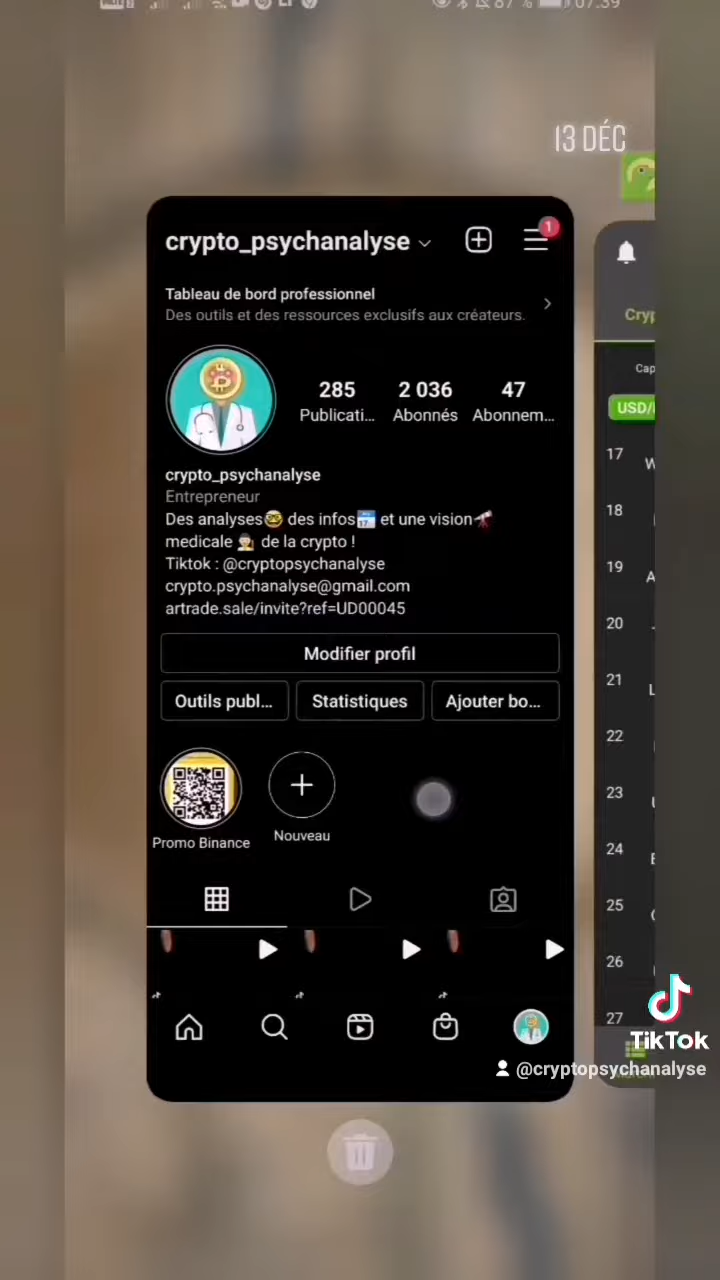 87 %
07:39
13 DÉC
crypto_psychanalyse
1
Tableau de bord professionnel
Des outils et des ressources exclusifs aux créateurs.
285
2 036
47
Publicati...
Abonnés
Abonnem...
crypto_psychanalyse
Entrepreneur
Des analyses🤓 des infos📅 et une vision🔭
medicale 👨‍⚕️ de la crypto !
Tiktok : @cryptopsychanalyse
crypto.psychanalyse@gmail.com
artrade.sale/invite?ref=UD00045
Modifier profil
Outils publ...
Statistiques
Ajouter bo...
Promo Binance
Nouveau
Cryp
Cap
USD/
17
18
19
20
21
22
23
24
25
26
27
TikTok
@cryptopsychanalyse